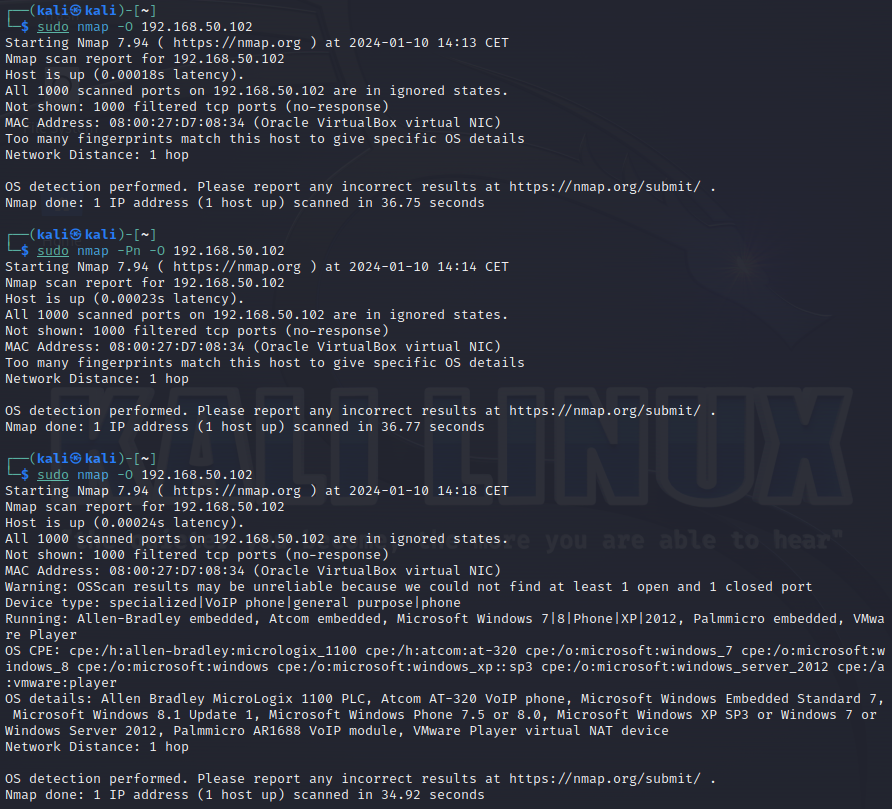 ┌──(kali㉿kali)-[~]
└─$ sudo nmap -O 192.168.50.102
Starting Nmap 7.94 ( https://nmap.org ) at 2024-01-10 14:13 CET
Nmap scan report for 192.168.50.102
Host is up (0.00018s latency).
All 1000 scanned ports on 192.168.50.102 are in ignored states.
Not shown: 1000 filtered tcp ports (no-response)
MAC Address: 08:00:27:D7:08:34 (Oracle VirtualBox virtual NIC)
Too many fingerprints match this host to give specific OS details
Network Distance: 1 hop

OS detection performed. Please report any incorrect results at https://nmap.org/submit/ .
Nmap done: 1 IP address (1 host up) scanned in 36.75 seconds

┌──(kali㉿kali)-[~]
└─$ sudo nmap -Pn -O 192.168.50.102
Starting Nmap 7.94 ( https://nmap.org ) at 2024-01-10 14:14 CET
Nmap scan report for 192.168.50.102
Host is up (0.00023s latency).
All 1000 scanned ports on 192.168.50.102 are in ignored states.
Not shown: 1000 filtered tcp ports (no-response)
MAC Address: 08:00:27:D7:08:34 (Oracle VirtualBox virtual NIC)
Too many fingerprints match this host to give specific OS details
Network Distance: 1 hop

OS detection performed. Please report any incorrect results at https://nmap.org/submit/ .
Nmap done: 1 IP address (1 host up) scanned in 36.77 seconds
KALI LINUX

┌──(kali㉿kali)-[~]
└─$ sudo nmap -O 192.168.50.102
Starting Nmap 7.94 ( https://nmap.org ) at 2024-01-10 14:18 CET
Nmap scan report for 192.168.50.102
Host is up (0.00024s latency).
All 1000 scanned ports on 192.168.50.102 are in ignored states.
the more you are able to hear"
Not shown: 1000 filtered tcp ports (no-response)
MAC Address: 08:00:27:D7:08:34 (Oracle VirtualBox virtual NIC)
Warning: OSScan results may be unreliable because we could not find at least 1 open and 1 closed port
Device type: specialized|VoIP phone|general purpose|phone
Running: Allen-Bradley embedded, Atcom embedded, Microsoft Windows 7|8|Phone|XP|2012, Palmmicro embedded, VMwa
re Player
OS CPE: cpe:/h:allen-bradley:micrologix_1100 cpe:/h:atcom:at-320 cpe:/o:microsoft:windows_7 cpe:/o:microsoft:w
indows_8 cpe:/o:microsoft:windows cpe:/o:microsoft:windows_xp::sp3 cpe:/o:microsoft:windows_server_2012 cpe:/a
:vmware:player
OS details: Allen Bradley MicroLogix 1100 PLC, Atcom AT-320 VoIP phone, Microsoft Windows Embedded Standard 7,
 Microsoft Windows 8.1 Update 1, Microsoft Windows Phone 7.5 or 8.0, Microsoft Windows XP SP3 or Windows 7 or
Windows Server 2012, Palmmicro AR1688 VoIP module, VMware Player virtual NAT device
Network Distance: 1 hop

OS detection performed. Please report any incorrect results at https://nmap.org/submit/ .
Nmap done: 1 IP address (1 host up) scanned in 34.92 seconds